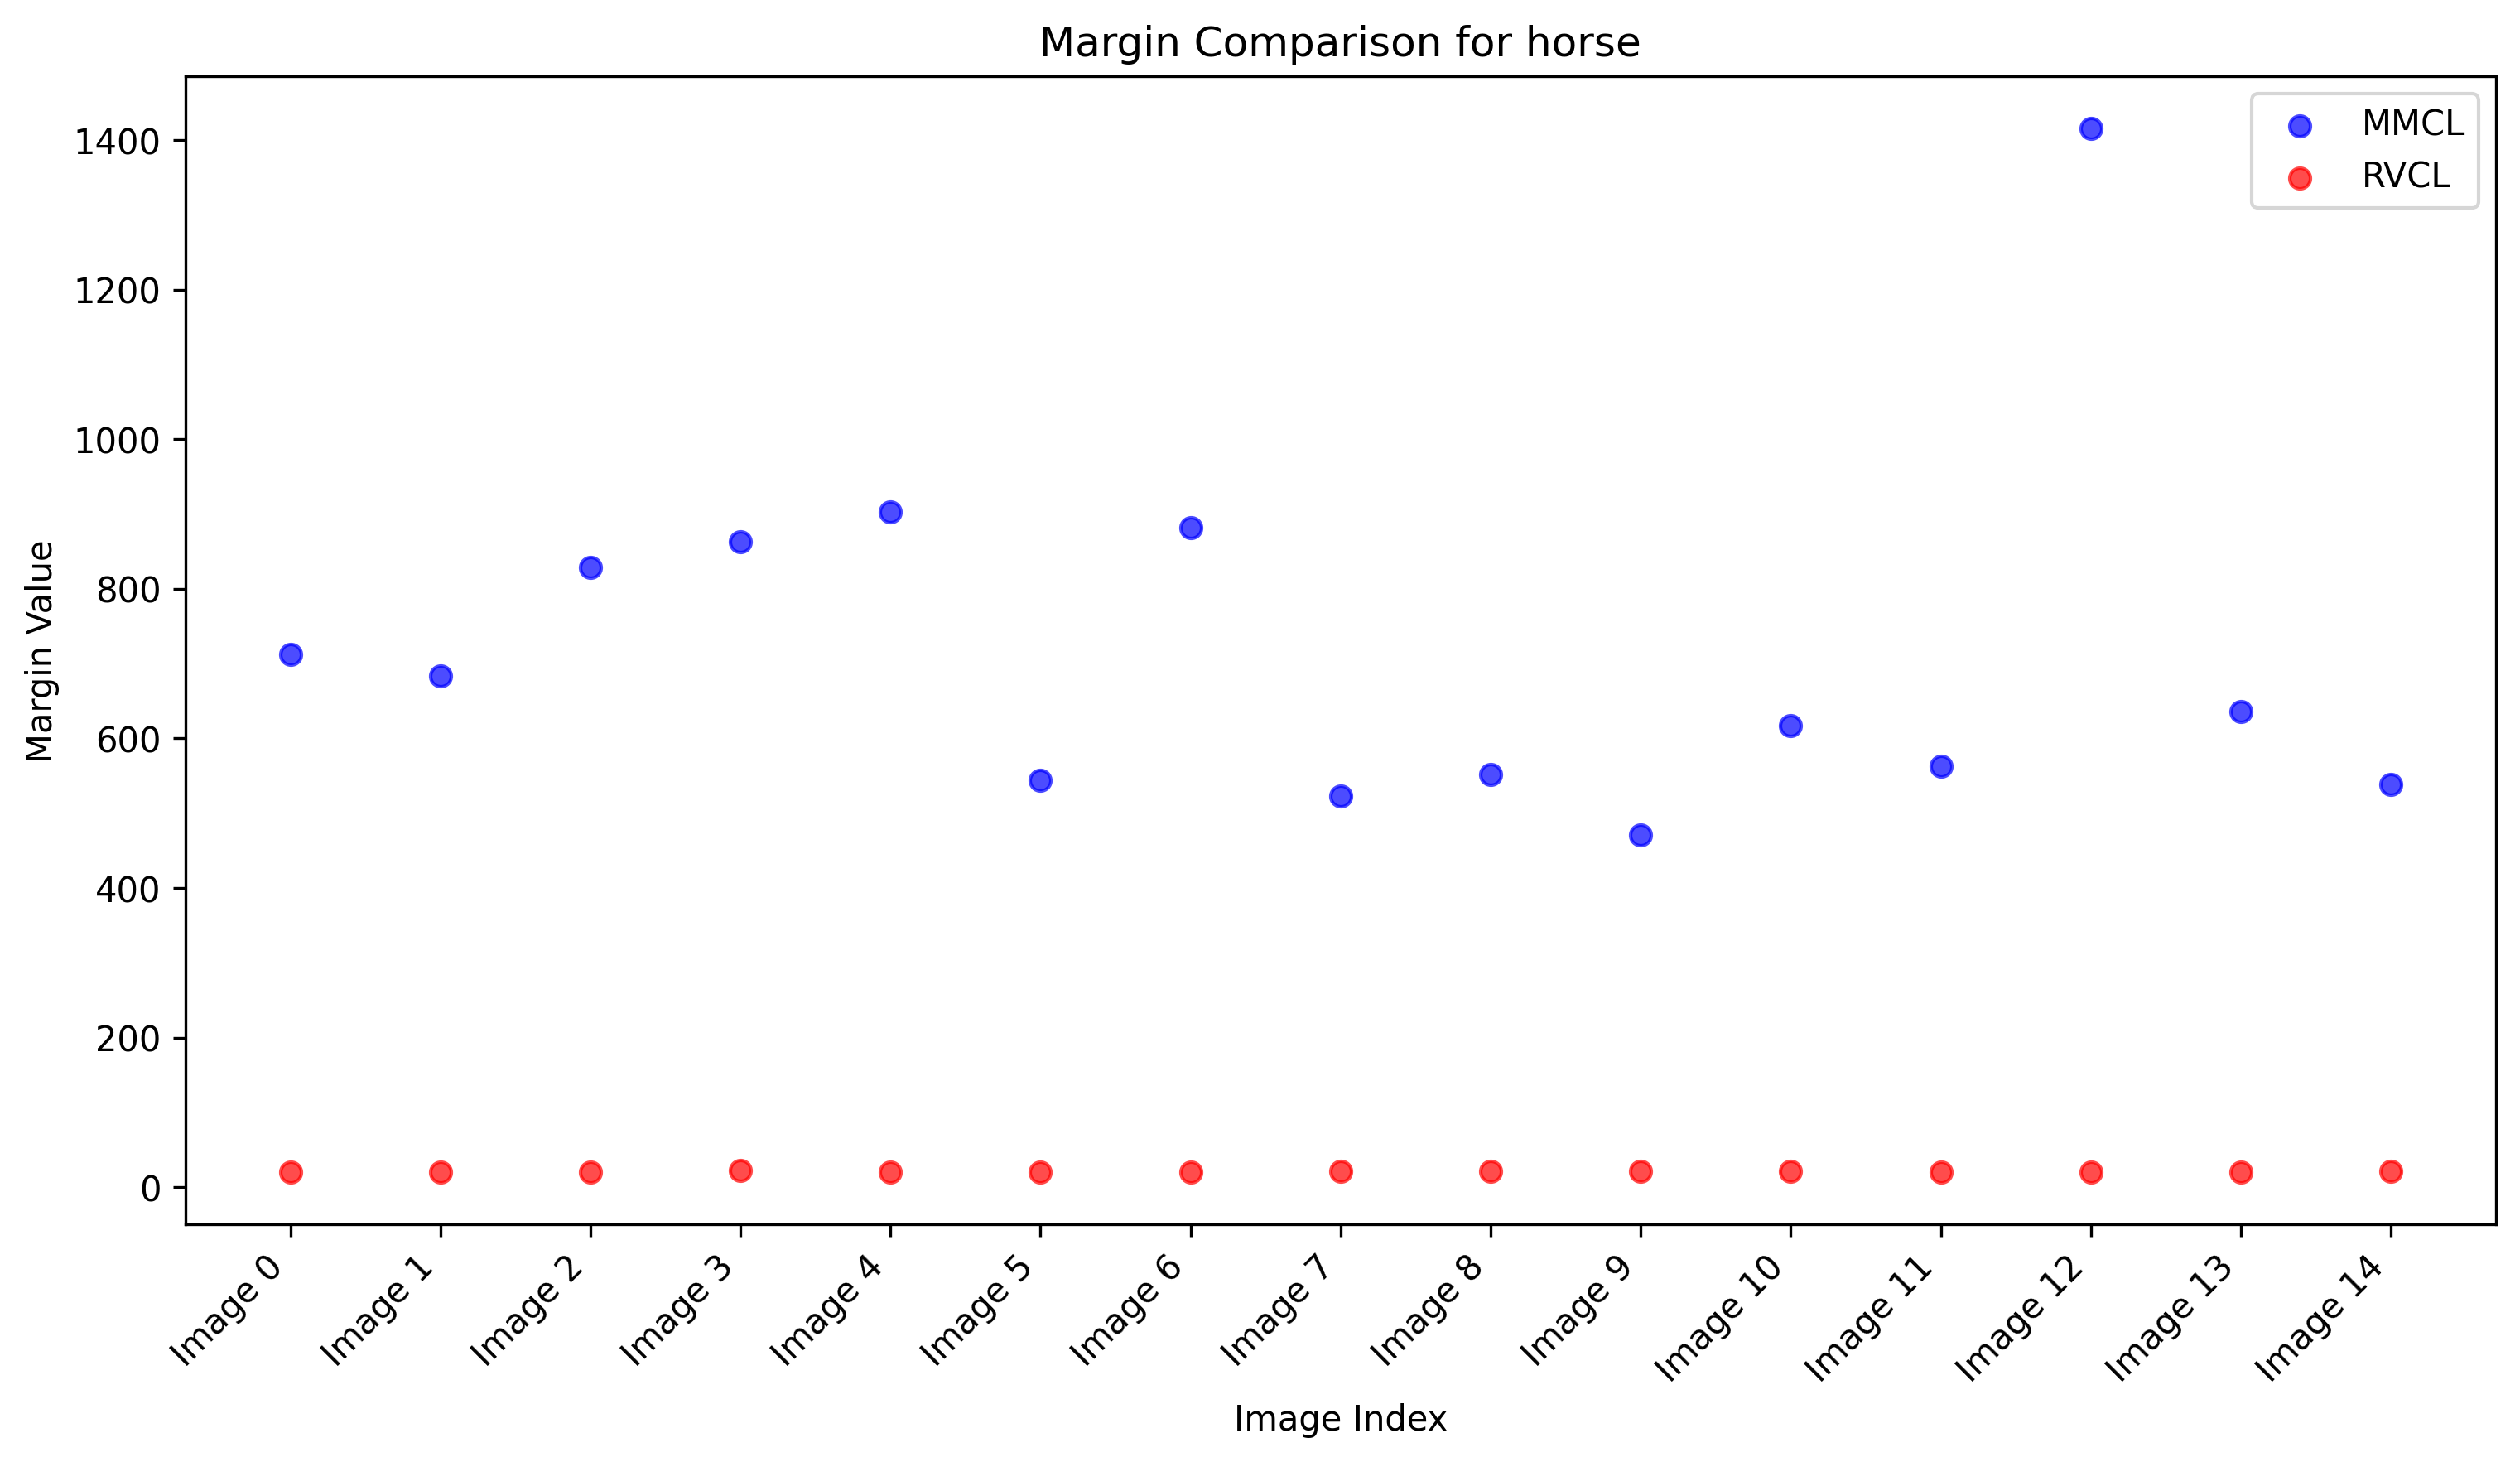 Margin Comparison for horse
MMCL
RVCL
1400
1200
1000
800
600
400
200
0
Margin Value
Image 0
Image 1
Image 2
Image 3
Image 4
Image 5
Image 6
Image 7
Image 8
Image 9
Image 10
Image 11
Image 12
Image 13
Image 14
Image Index